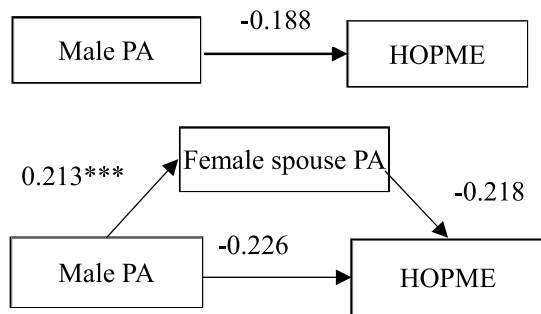 -0.188
Male PA
HOPME
Female spouse PA
0.213***
-0.218
-0.226
Male PA
HOPME